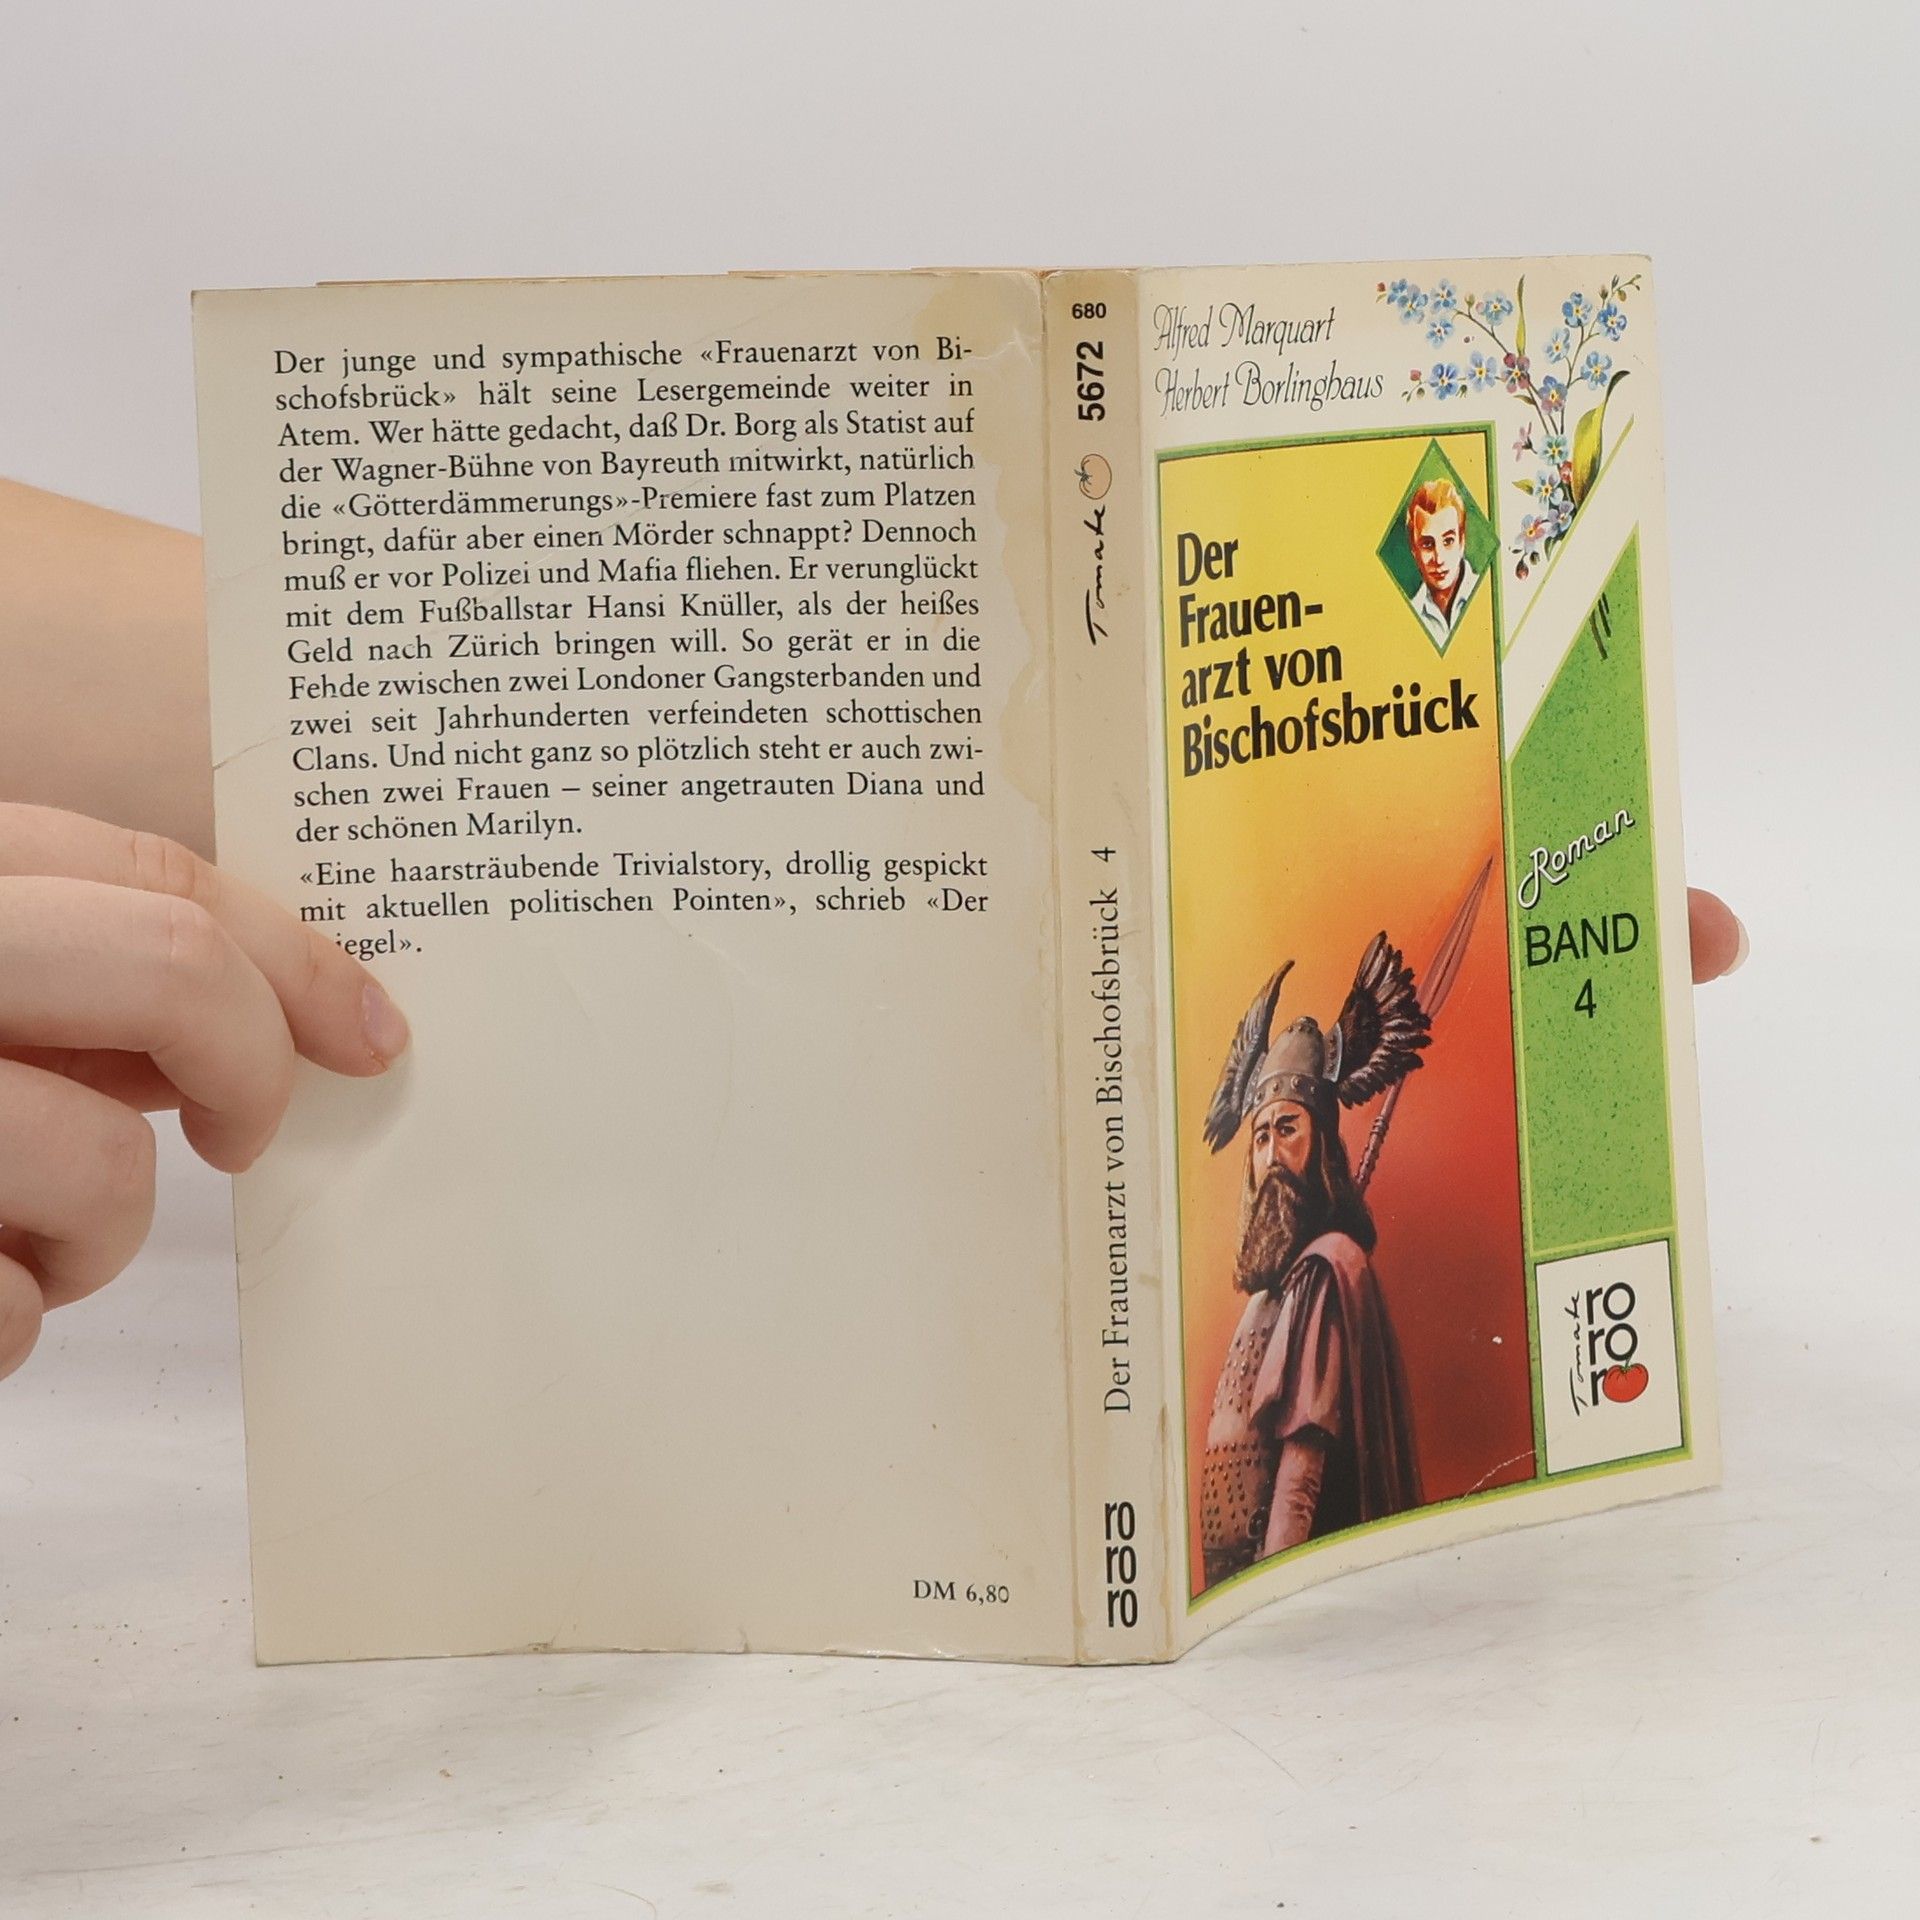 Der junge und sympathische «Frauenarzt von Bi-
schofsbrück» hält seine Lesergemeinde weiter in
Atem. Wer hätte gedacht, daß Dr. Borg als Statist auf
der Wagner-Bühne von Bayreuth mitwirkt, natürlich
die «Götterdämmerungs»-Premiere fast zum Platzen
bringt, dafür aber einen Mörder schnappt? Dennoch
muß er vor Polizei und Mafia fliehen. Er verunglückt
mit dem Fußballstar Hansi Knüller, als der heißes
Geld nach Zürich bringen will. So gerät er in die
Fehde zwischen zwei Londoner Gangsterbanden und
zwei seit Jahrhunderten verfeindeten schottischen
Clans. Und nicht ganz so plötzlich steht er auch zwi-
schen zwei Frauen – seiner angetrauten Diana und
der schönen Marilyn.
«Eine haarsträubende Trivialstory, drollig gespickt
mit aktuellen politischen Pointen», schrieb «Der
iegel».
DM 6,80
680
5672
Tomate
Der Frauenarzt von Bischofsbrück 4
ro
ro
ro
Alfred Marquart
Herbert Borlinghaus
Der
Frauen-
arzt von
Bischofsbrück
Roman
BAND
4
Tomate
ro
ro
ro